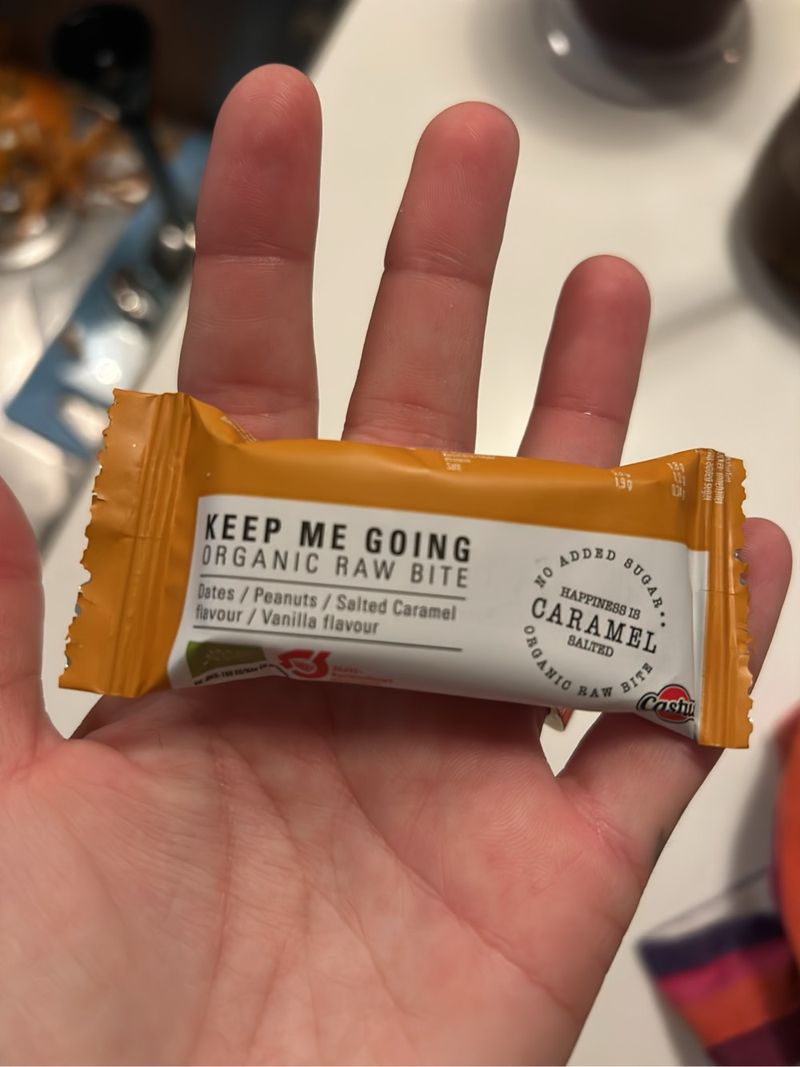 KEEP ME GOING
ORGANIC RAW BITE
Dates / Peanuts / Salted Caramel
flavour / Vanilla flavour
NO ADDED SUGAR
HAPPINESS IS
CARAMEL
SALTED
ORGANIC RAW BITE
Cashu